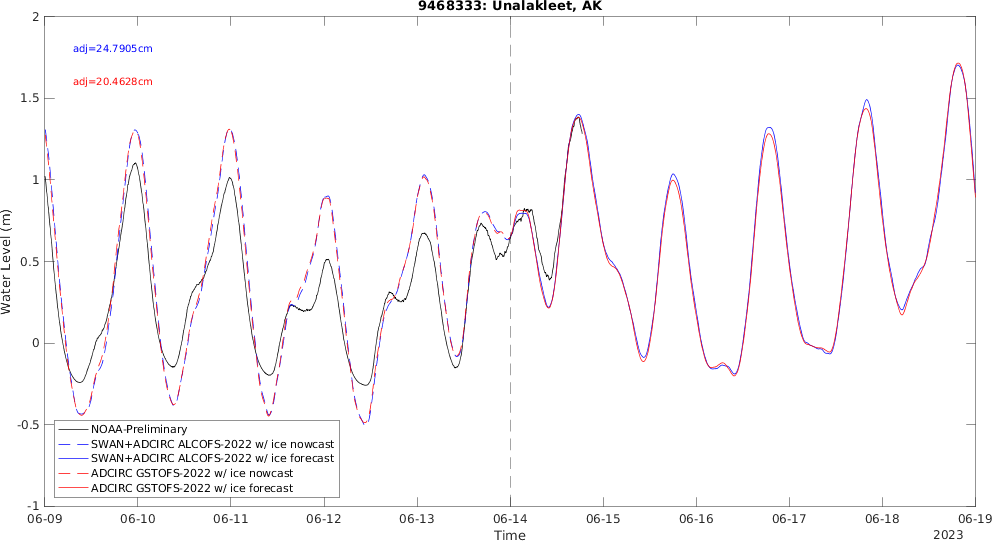 9468333: Unalakleet, AK
2
adj=24.7905cm
adj=20.4628cm
1.5
1
0.5
0
-0.5
-1
Water Level (m)
NOAA-Preliminary
SWAN+ADCIRC ALCOFS-2022 w/ ice nowcast
SWAN+ADCIRC ALCOFS-2022 w/ ice forecast
ADCIRC GSTOFS-2022 w/ ice nowcast
ADCIRC GSTOFS-2022 w/ ice forecast
06-09 06-10 06-11 06-12 06-13 06-14 06-15 06-16 06-17 06-18 06-19
Time
2023